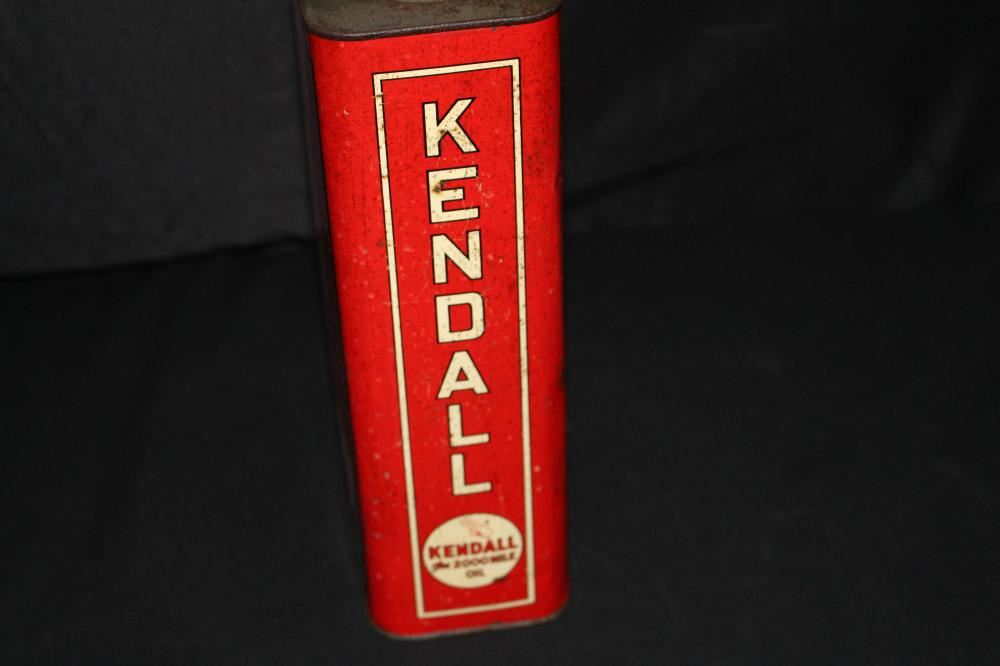 KENDALL
KENDALL
the 2000 MILE
OIL